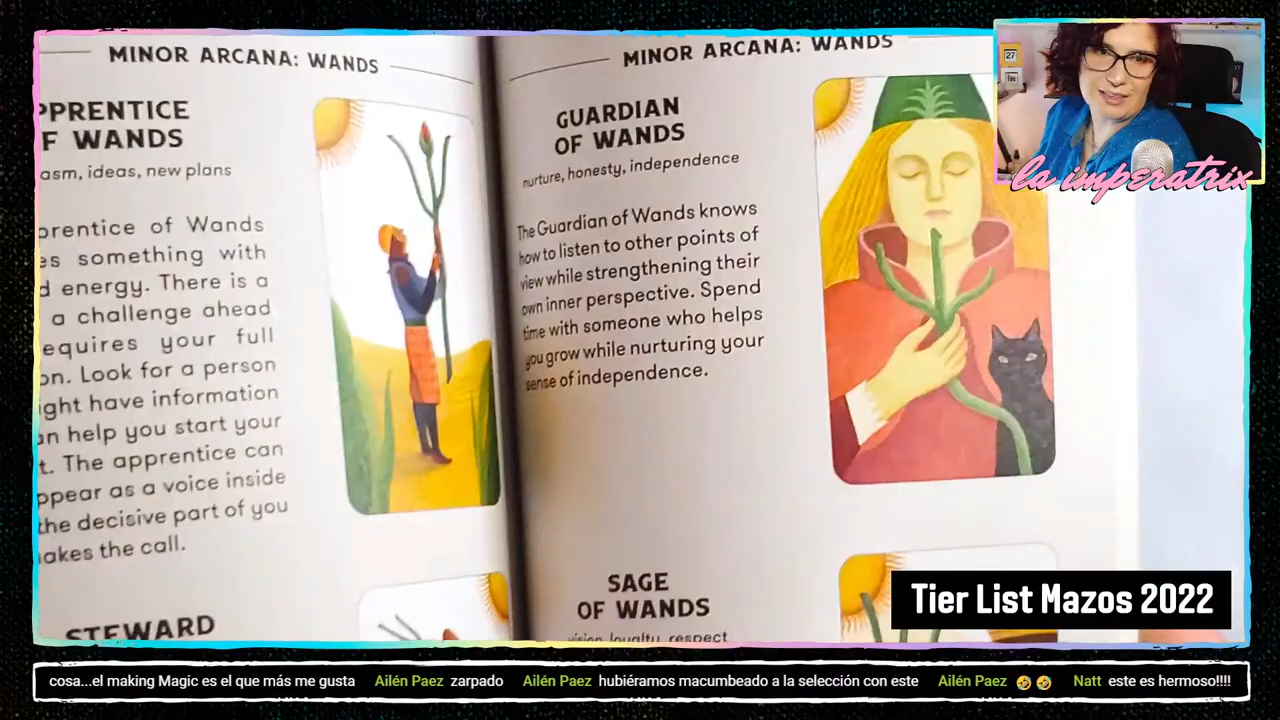 MINOR ARCANA: WANDS
PPRENTICE
F WANDS
asm, ideas, new plans
prentice of Wands
es something with
d energy. There is a
a challenge ahead
equires your full
on. Look for a person
ght have information
an help you start your
t. The apprentice can
ppear as a voice inside
the decisive part of you
akes the call.
STEWARD
MINOR ARCANA: WANDS
GUARDIAN
OF WANDS
nurture, honesty, independence
The Guardian of Wands knows
how to listen to other points of
view while strengthening their
own inner perspective. Spend
time with someone who helps
you grow while nurturing your
sense of independence.
SAGE
OF WANDS
vision, loyalty, respect
27
la imperatrix
Tier List Mazos 2022
cosa...el making Magic es el que más me gusta Ailén Paez zarpado Ailén Paez hubiéramos macumbeado a la selección con este Ailén Paez 🤣🤣 Natt este es hermoso!!!!